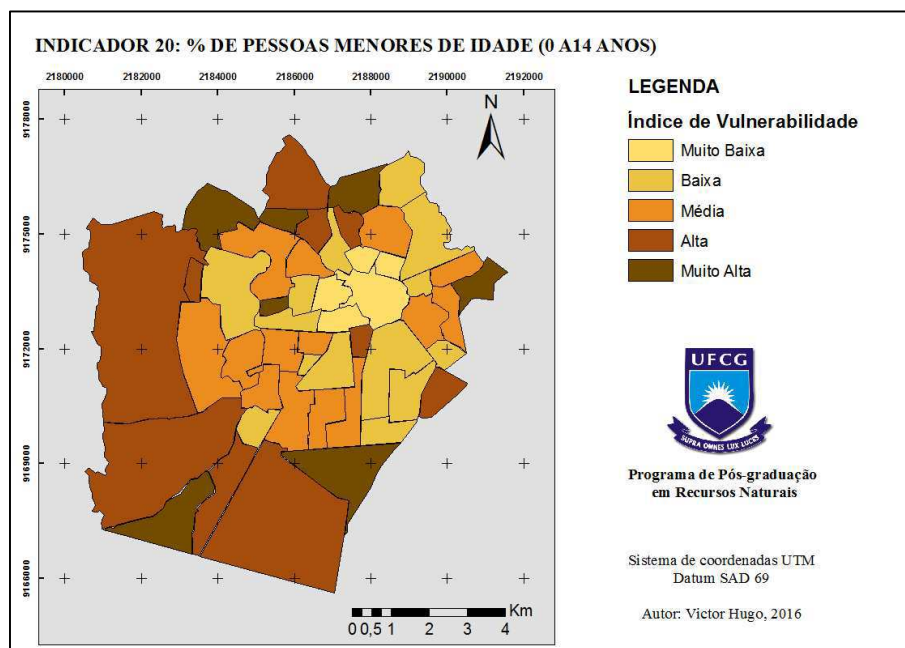 INDICADOR 20: % DE PESSOAS MENORES DE IDADE (0 A14 ANOS)
2180000 2182000 2184000 2186000 2188000 2190000 2192000
9178000
9175000
9172000
9169000
9166000
N
Km
0 0,5 1 2 3 4
LEGENDA
Índice de Vulnerabilidade
Muito Baixa
Baixa
Média
Alta
Muito Alta
UFCG
SUPRA OMNES LUX LUCES
Programa de Pós-graduação
em Recursos Naturais
Sistema de coordenadas UTM
Datum SAD 69
Autor: Victor Hugo, 2016